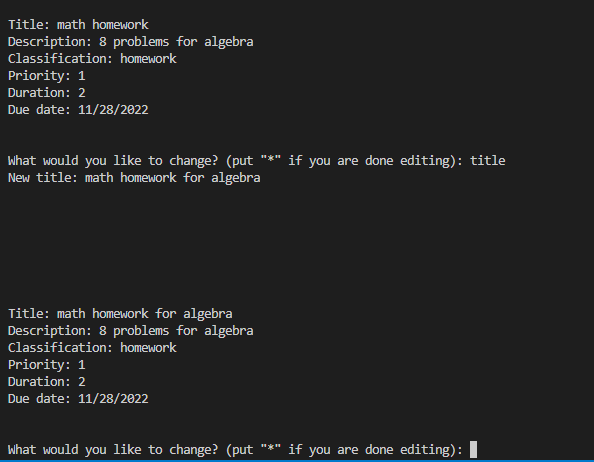 Title: math homework
Description: 8 problems for algebra
Classification: homework
Priority: 1
Duration: 2
Due date: 11/28/2022
What would you like to change? (put "*" if you are done editing): title
New title: math homework for algebra
Title: math homework for algebra
Description: 8 problems for algebra
Classification: homework
Priority: 1
Duration: 2
Due date: 11/28/2022
What would you like to change? (put "*" if you are done editing):